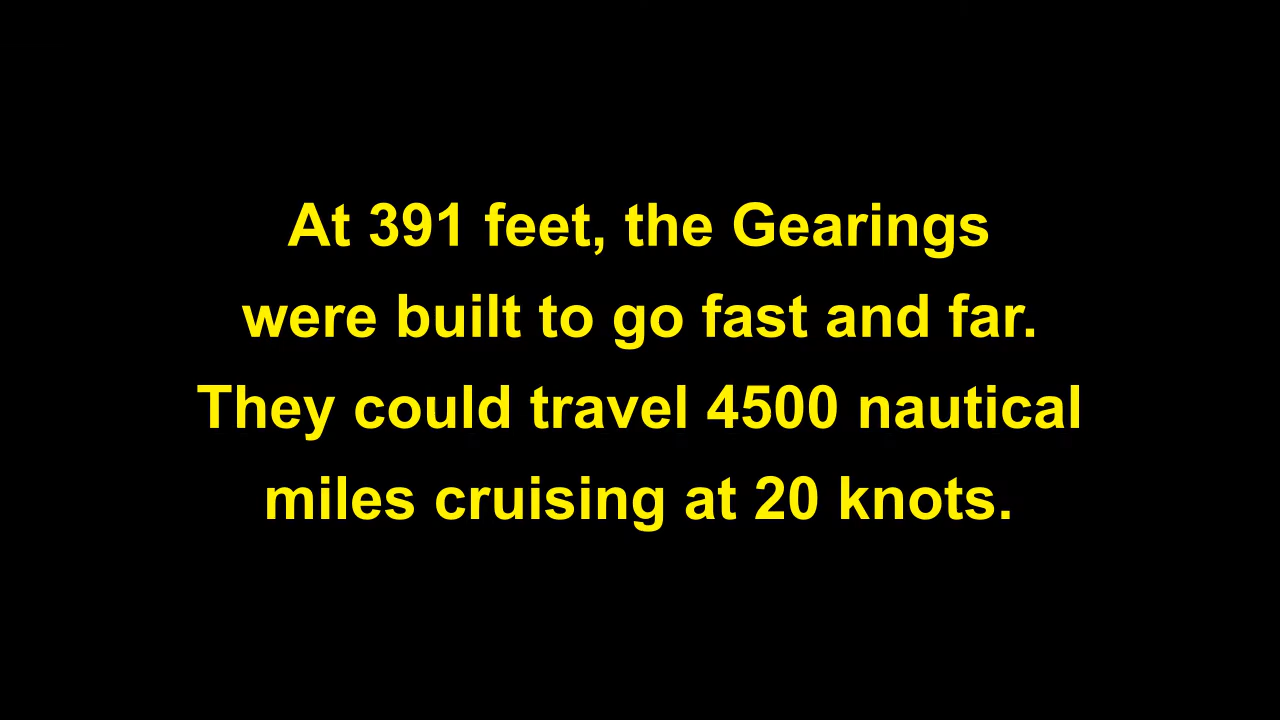 At 391 feet, the Gearings
were built to go fast and far.
They could travel 4500 nautical
miles cruising at 20 knots.